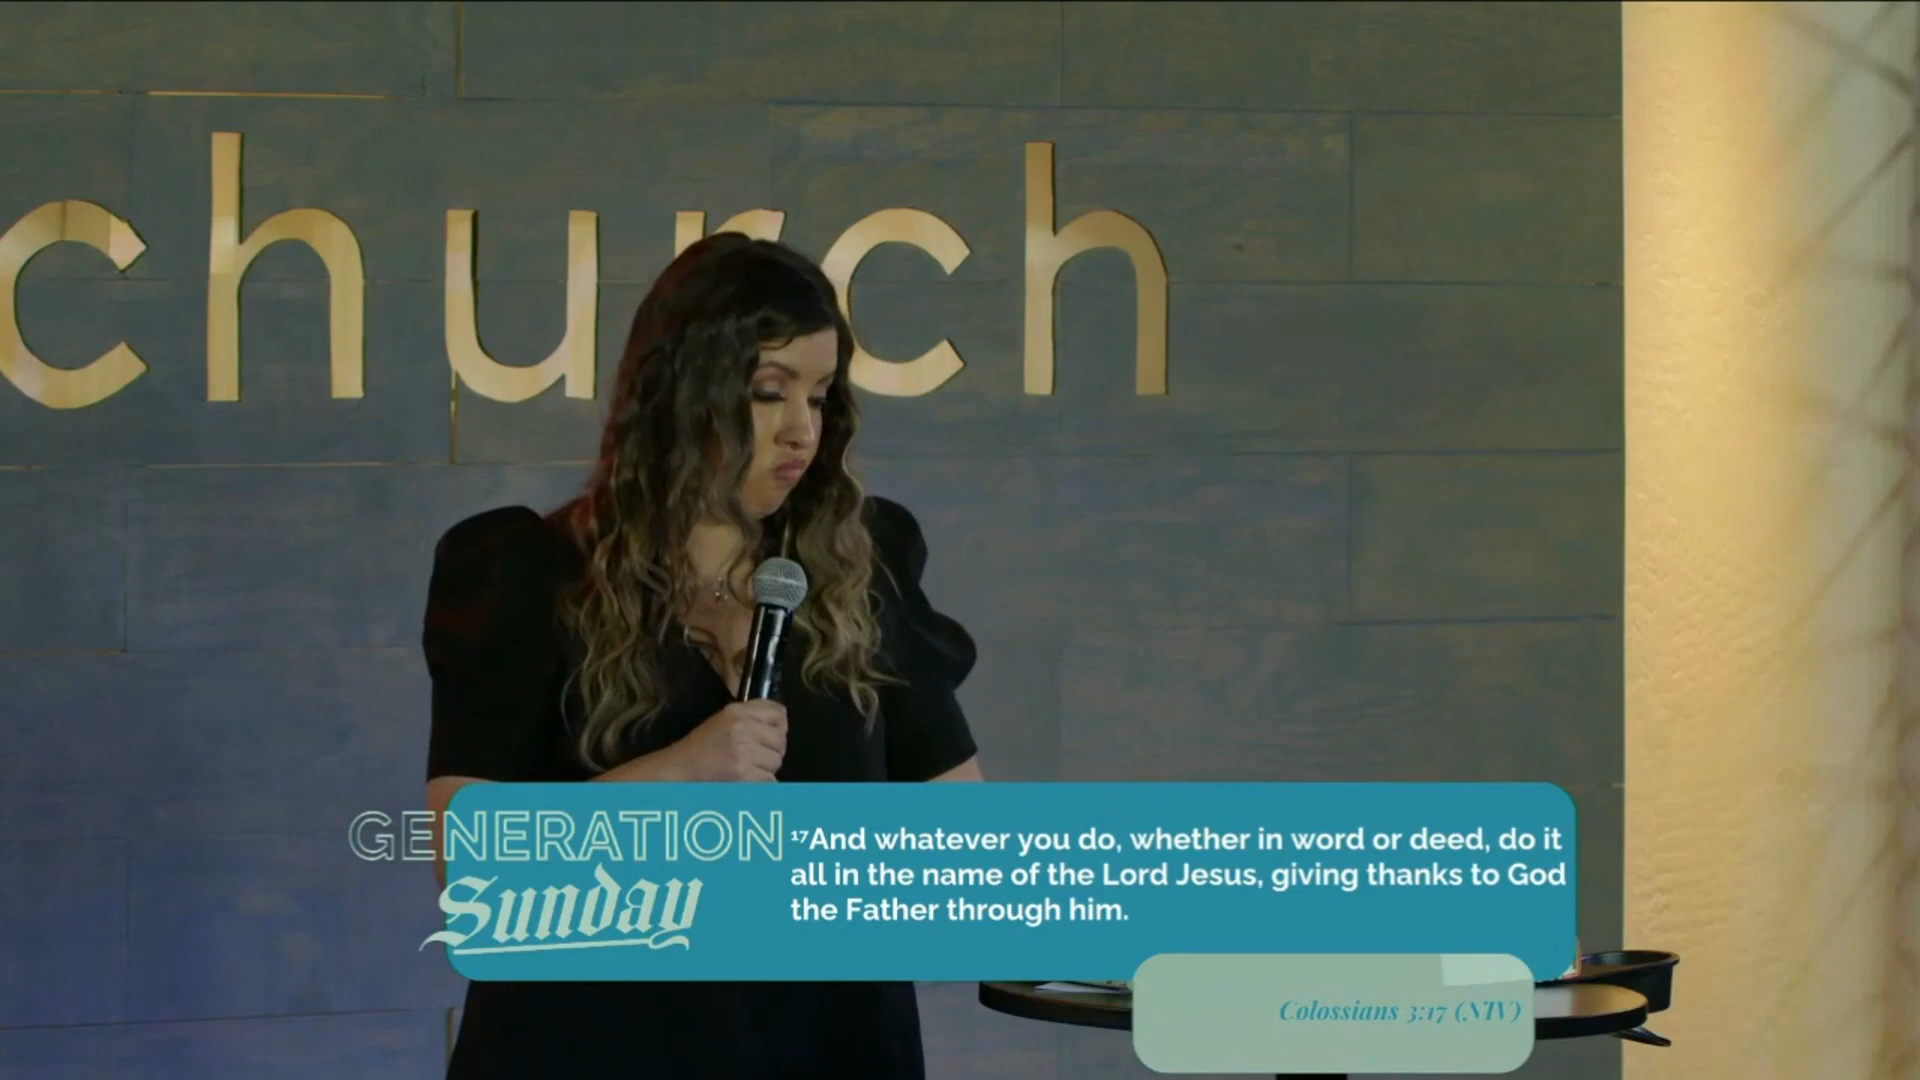 church
GENERATION
Sunday
¹⁷And whatever you do, whether in word or deed, do it
all in the name of the Lord Jesus, giving thanks to God
the Father through him.
Colossians 3:17 (NIV)